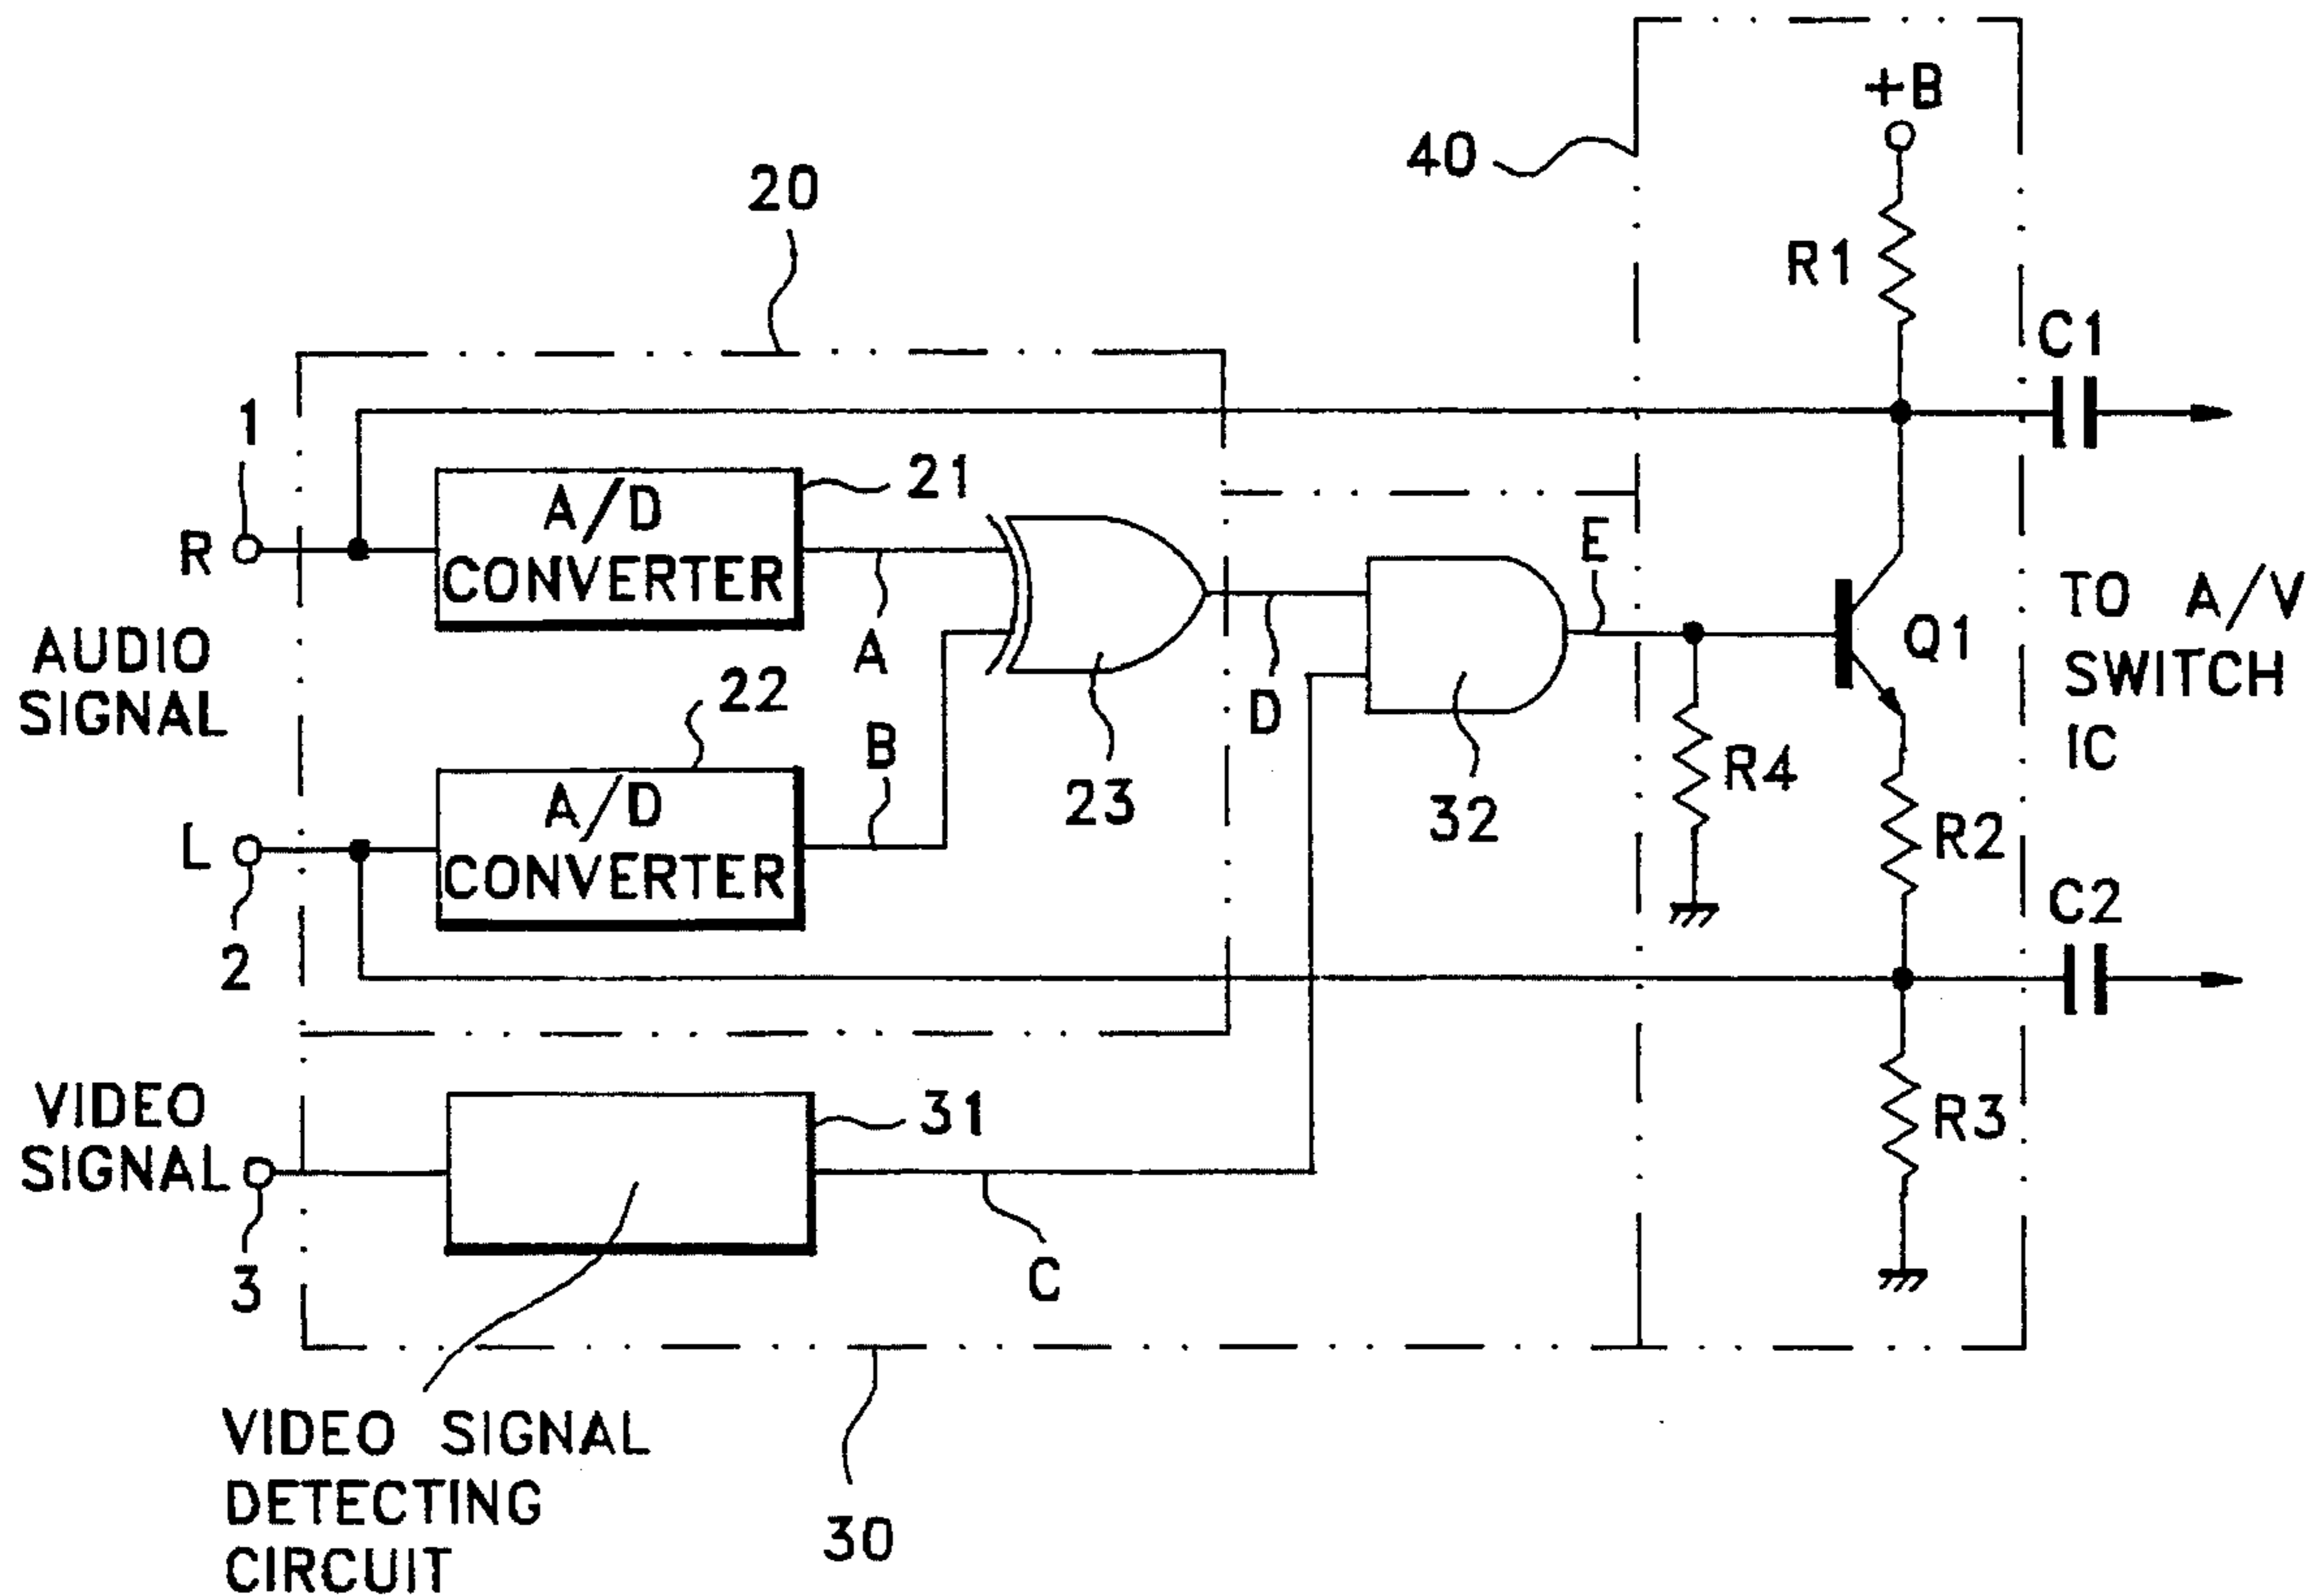 +B
40
20
R1
C1
1
21
A/D
CONVERTER
R
E
TO A/V
SWITCH
IC
Q1
AUDIO
SIGNAL
A
22
B
D
23
32
R4
A/D
CONVERTER
L
R2
C2
2
VIDEO
SIGNAL
31
R3
3
C
VIDEO SIGNAL
DETECTING
CIRCUIT
30